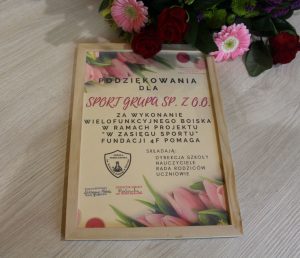 PODZIĘKOWANIA
DLA
SPORT GRUPA SP. Z O.O.
ZA WYKONANIE
WIELOFUNKCYJNEGO BOISKA
W RAMACH PROJEKTU
"W ZASIĘGU SPORTU"
FUNDACJI 4F POMAGA
SKŁADAJĄ:
DYREKCJA SZKOŁY
NAUCZYCIELE
RADA RODZICÓW
UCZNIOWIE